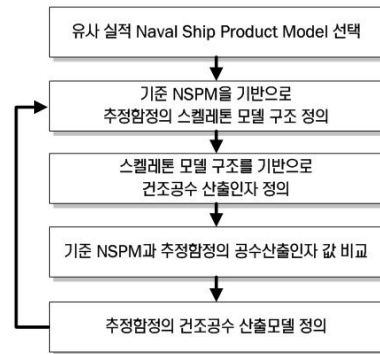 유사 실적 Naval Ship Product Model 선택
기준 NSPM을 기반으로
추정함정의 스켈레톤 모델 구조 정의
스켈레톤 모델 구조를 기반으로
건조공수 산출인자 정의
기준 NSPM과 추정함정의 공수산출인자 값 비교
추정함정의 건조공수 산출모델 정의